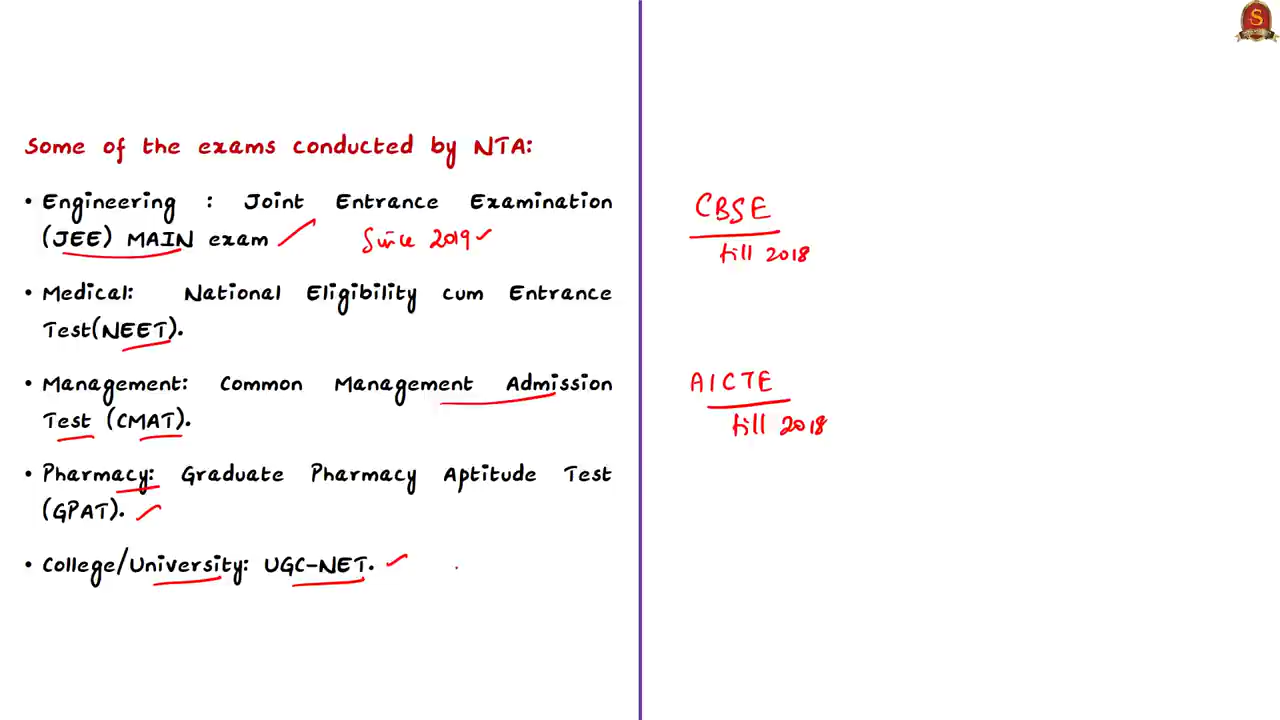 Some of the exams conducted by NTA:
• Engineering : Joint Entrance Examination
(JEE) MAIN exam
Since 2019
• Medical: National Eligibility cum Entrance
Test(NEET).
• Management: Common Management Admission
Test (CMAT).
• Pharmacy: Graduate Pharmacy Aptitude Test
(GPAT).
• College/University: UGC-NET.
CBSE
till 2018
AICTE
till 2018
S